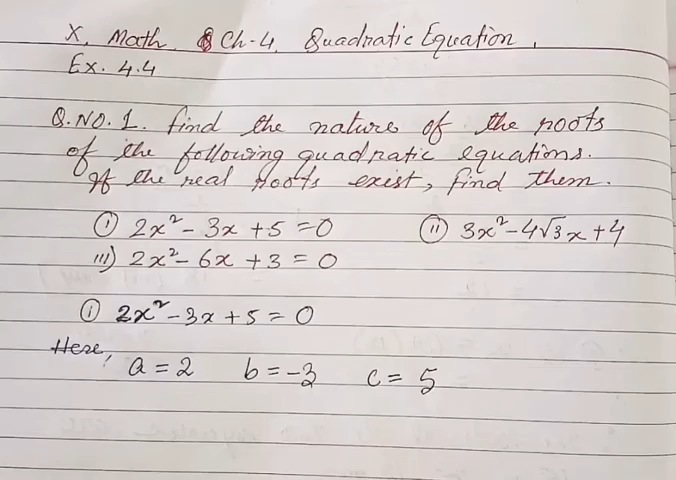 X. Math. Ch-4. Quadratic Equation.
Ex. 4.4
Q.NO.1. find the nature of the roots
of the following quadratic equations.
If the real roots exist, find them.
(i) 2x² - 3x + 5 = 0 (ii) 3x² - 4√3x + 4
iii) 2x² - 6x + 3 = 0
(i) 2x² - 3x + 5 = 0
Here,
a = 2 b = -3 c = 5